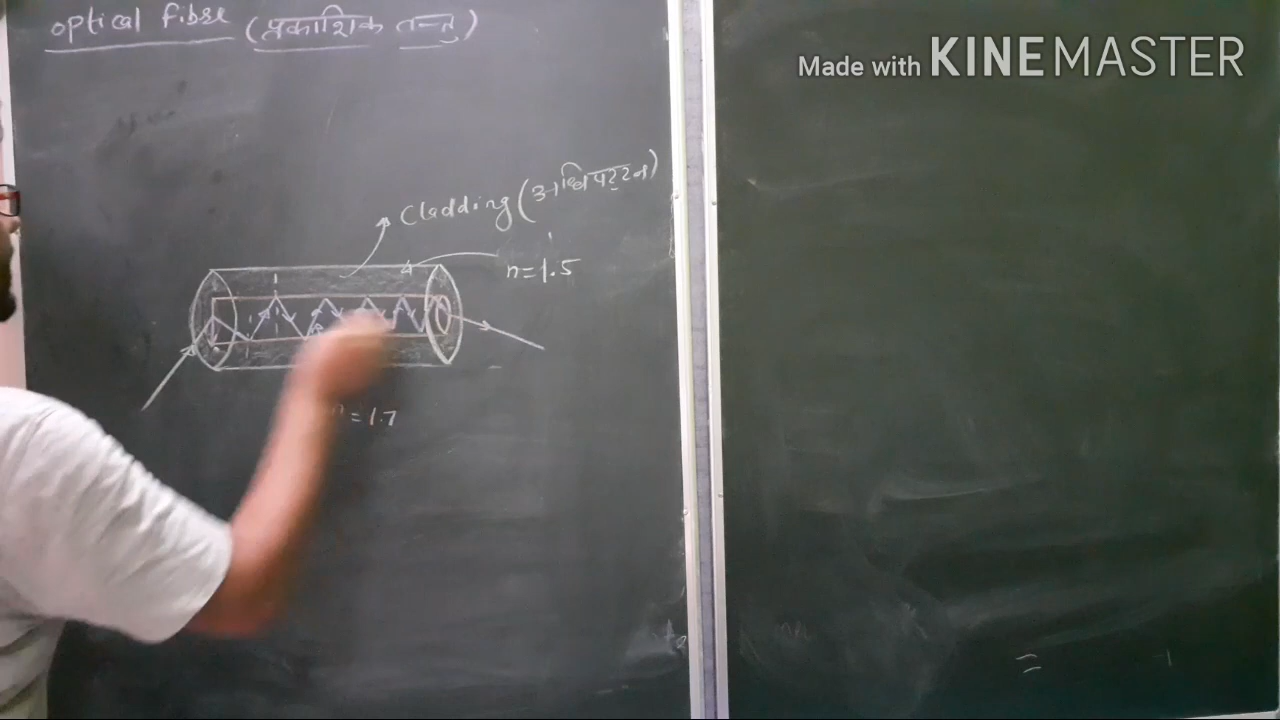 optical fibre (प्रकाशिक तन्तु)
Made with KINEMASTER
Cladding (अधिपट्टन)
n=1.5
n=1.7